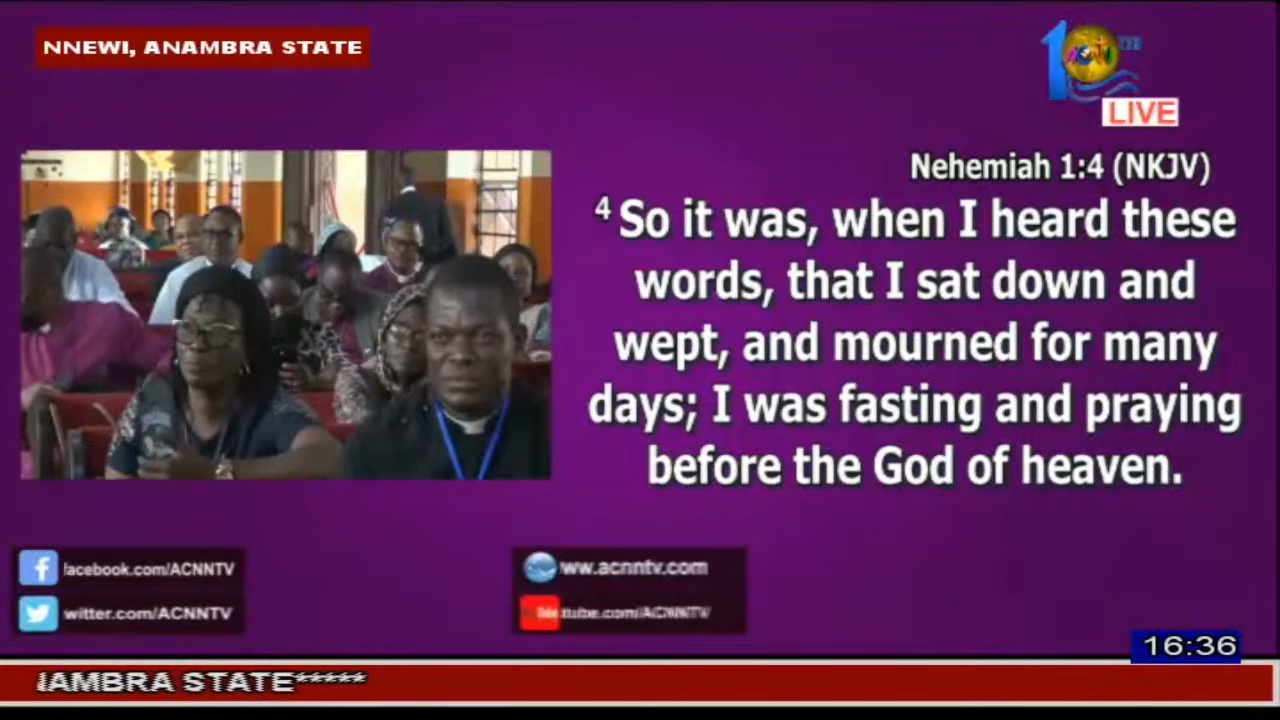 NNEWI, ANAMBRA STATE
LIVE
Nehemiah 1:4 (NKJV)
4 So it was, when I heard these
words, that I sat down and
wept, and mourned for many
days; I was fasting and praying
before the God of heaven.
facebook.com/ACNNTV
witter.com/ACNNTV
ww.acnntv.com
16:36
AMBRA STATE*****